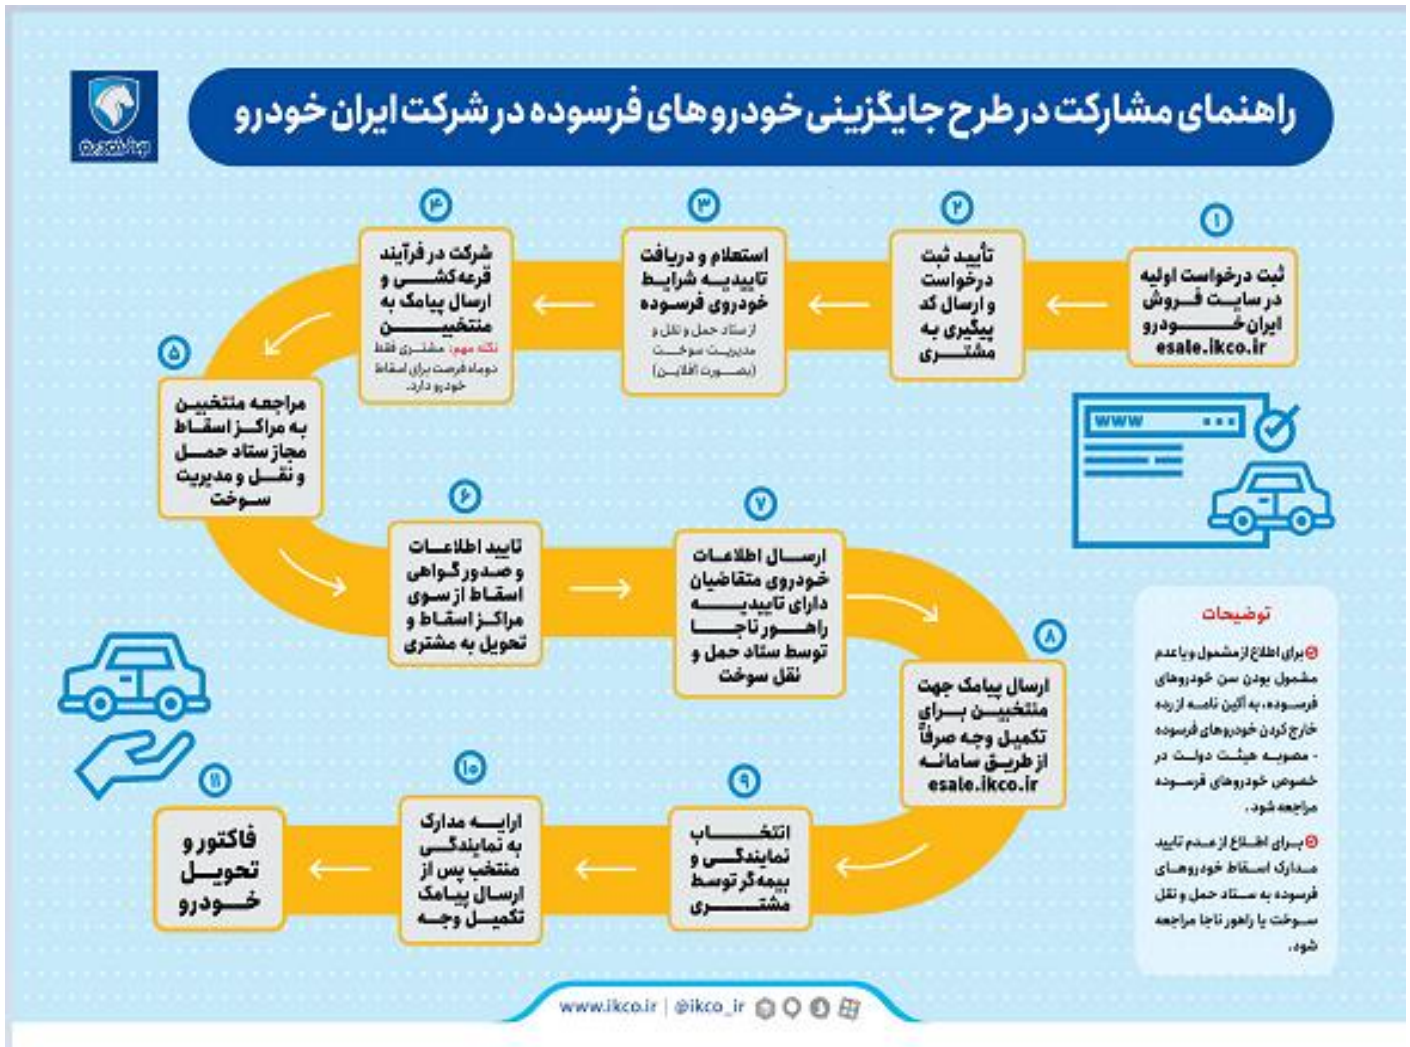 راهنمای مشارکت در طرح جایگزینی خودروهای فرسوده در شرکت ایران خودرو
ایران‌خودرو
۱
ثبت درخواست اولیه
در سایت فروش
ایران‌خودرو
esale.ikco.ir
۲
تأیید ثبت
درخواست
و ارسال کد
پیگیری به
مشتری
۳
استعلام و دریافت
تاییدیه شرایط
خودروی فرسوده
از ستاد حمل و نقل و
مدیریت سوخت
(بصورت آفلاین)
۴
شرکت در فرآیند
قرعه‌کشی و
ارسال پیامک به
منتخبین
نکته مهم: مشتری فقط
دو ماه فرصت برای اسقاط
خودرو دارد.
۵
مراجعه منتخبین
به مراکز اسقاط
مجاز ستاد حمل
و نقل و مدیریت
سوخت
۶
تایید اطلاعات
و صدور گواهی
اسقاط از سوی
مراکز اسقاط و
تحویل به مشتری
۷
ارسال اطلاعات
خودروی متقاضیان
دارای تاییدیه
راهور ناجا
توسط ستاد حمل و
نقل سوخت
۸
ارسال پیامک جهت
منتخبین برای
تکمیل وجه صرفاً
از طریق سامانه
esale.ikco.ir
۹
انتخاب
نمایندگی و
بیمه‌گر توسط
مشتری
۱۰
ارایه مدارک
به نمایندگی
منتخب پس از
ارسال پیامک
تکمیل وجه
۱۱
فاکتور و
تحویل
خودرو
www
توضیحات
برای اطلاع از مشمول و یا عدم
مشمول بودن سن خودروهای
فرسوده، به آئین نامه از رده
خارج کردن خودروهای فرسوده
- مصوبه هیئت دولت در
خصوص خودروهای فرسوده
مراجعه شود.
برای اطلاع از عدم تایید
مدارک اسقاط خودروهای
فرسوده به ستاد حمل و نقل
سوخت یا راهور ناجا مراجعه
شود.
www.ikco.ir | @ikco_ir